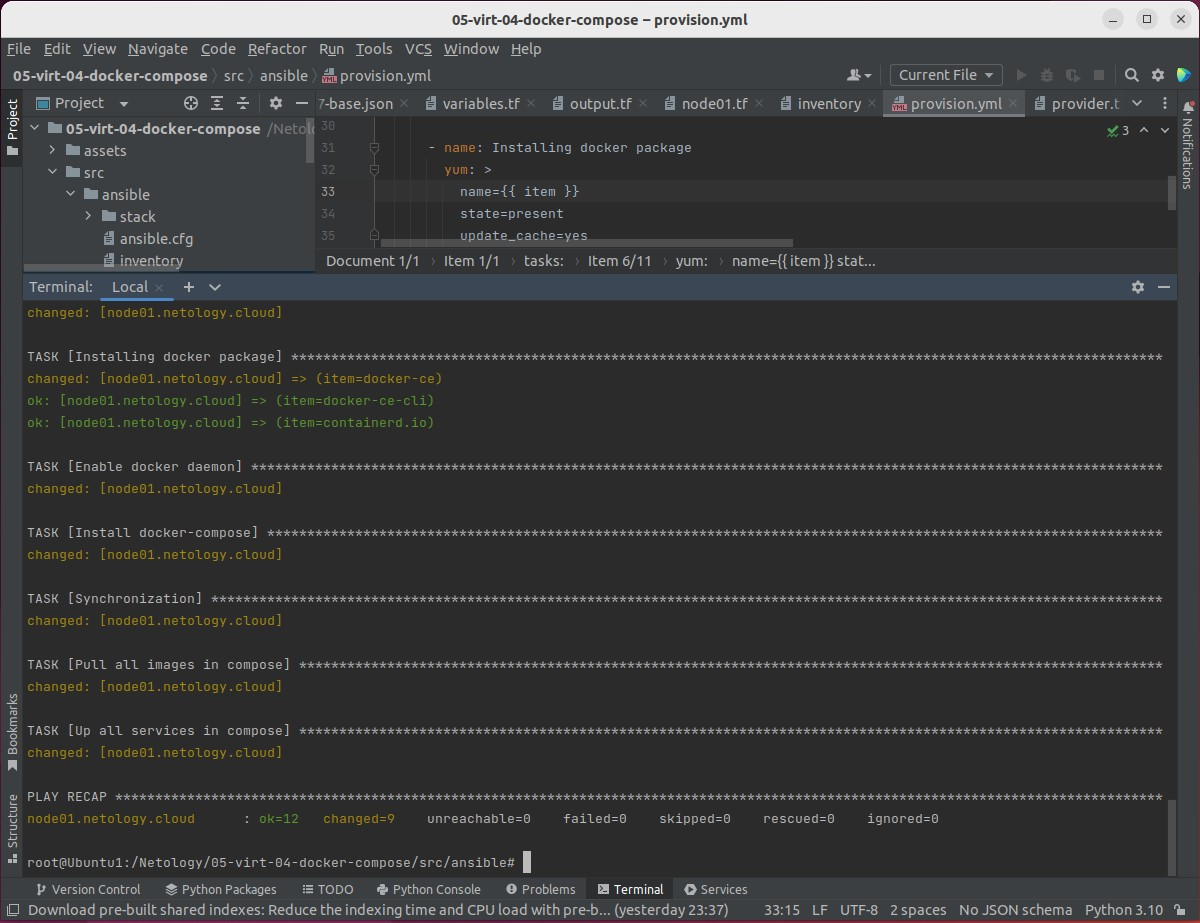 05-virt-04-docker-compose – provision.yml
File Edit View Navigate Code Refactor Run Tools VCS Window Help
05-virt-04-docker-compose src ansible provision.yml Current File
Project 7-base.json variables.tf output.tf node01.tf inventory provision.yml provider.t
05-virt-04-docker-compose /Netol
assets
src
ansible
stack
ansible.cfg
inventory
30
31 - name: Installing docker package
32 yum: >
33 name={{ item }}
34 state=present
35 update_cache=yes
3
Document 1/1 Item 1/1 tasks: Item 6/11 yum: name={{ item }} stat...
Project
Notifications
Bookmarks
Structure
Terminal: Local
changed: [node01.netology.cloud]
TASK [Installing docker package] *************************************************************************************************************
changed: [node01.netology.cloud] => (item=docker-ce)
ok: [node01.netology.cloud] => (item=docker-ce-cli)
ok: [node01.netology.cloud] => (item=containerd.io)
TASK [Enable docker daemon] ******************************************************************************************************************
changed: [node01.netology.cloud]
TASK [Install docker-compose] ****************************************************************************************************************
changed: [node01.netology.cloud]
TASK [Synchronization] ***********************************************************************************************************************
changed: [node01.netology.cloud]
TASK [Pull all images in compose] ************************************************************************************************************
changed: [node01.netology.cloud]
TASK [Up all services in compose] ************************************************************************************************************
changed: [node01.netology.cloud]
PLAY RECAP ***********************************************************************************************************************************
node01.netology.cloud : ok=12 changed=9 unreachable=0 failed=0 skipped=0 rescued=0 ignored=0
root@Ubuntu1:/Netology/05-virt-04-docker-compose/src/ansible#
Version Control Python Packages TODO Python Console Problems Terminal Services
Download pre-built shared indexes: Reduce the indexing time and CPU load with pre-b... (yesterday 23:37) 33:15 LF UTF-8 2 spaces No JSON schema Python 3.10